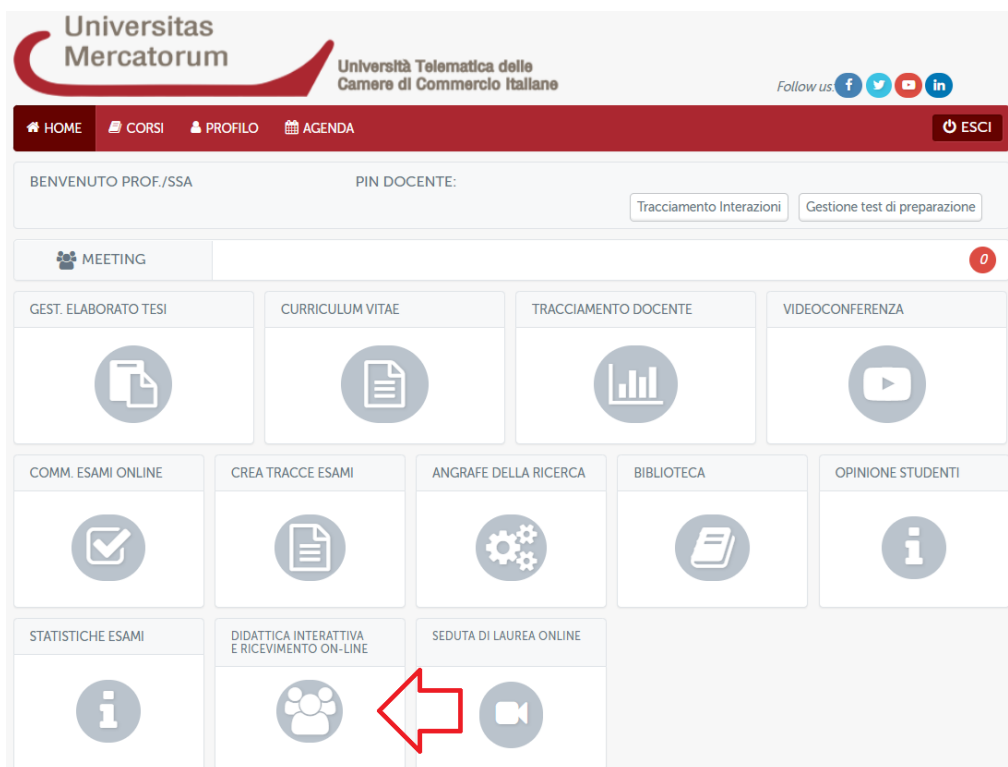 Universitas
Mercatorum
Università Telematica delle
Camere di Commercio Italiane
Follow us:
HOME CORSI PROFILO AGENDA ESCI
BENVENUTO PROF./SSA PIN DOCENTE:
Tracciamento Interazioni Gestione test di preparazione
MEETING 0
GEST. ELABORATO TESI CURRICULUM VITAE TRACCIAMENTO DOCENTE VIDEOCONFERENZA
COMM. ESAMI ONLINE CREA TRACCE ESAMI ANGRAFE DELLA RICERCA BIBLIOTECA OPINIONE STUDENTI
STATISTICHE ESAMI
DIDATTICA INTERATTIVA
E RICEVIMENTO ON-LINE
SEDUTA DI LAUREA ONLINE